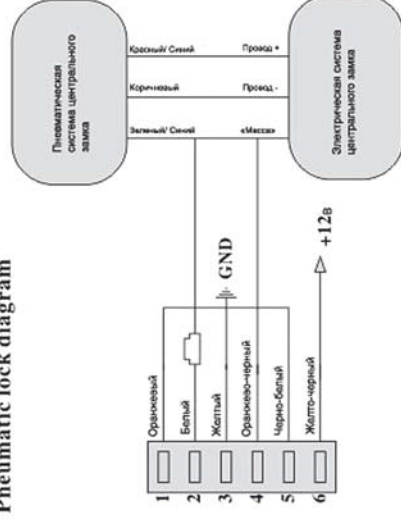 Pneumatic lock diagram
Пневматическая
система центрального
замка
Красный/ Синий
Коричневый
Зеленый/ Синий
Провод +
Провод -
«Масса»
Электрическая система
центрального замка
1 Оранжевый
2 Белый
3 Желтый
4 Оранжево-черный
5 Черно-белый
6 Желто-черный
GND
+12в